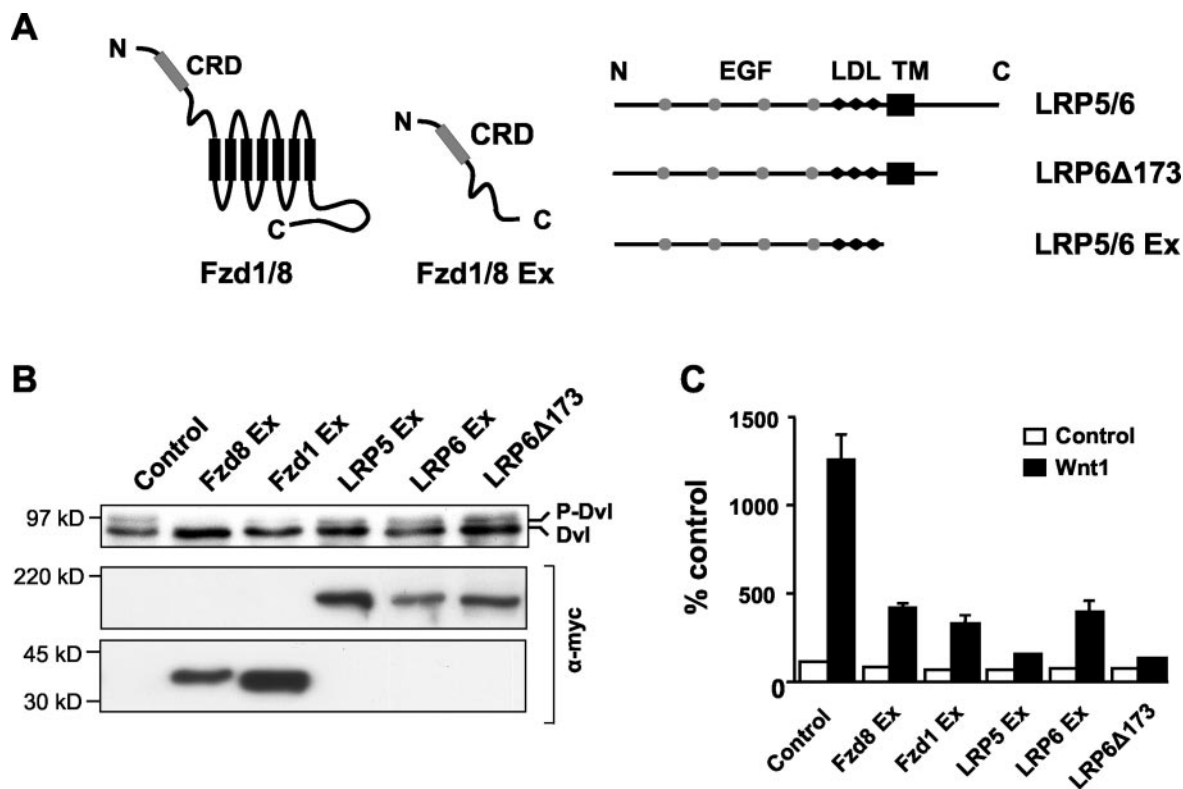 A
N
CRD
C
Fzd1/8
N
CRD
C
Fzd1/8 Ex
N EGF LDL TM C
LRP5/6
LRP6Δ173
LRP5/6 Ex
B
Control
Fzd8 Ex
Fzd1 Ex
LRP5 Ex
LRP6 Ex
LRP6Δ173
97 kD
P-Dvl
Dvl
220 kD
45 kD
30 kD
α-myc
C
% control
1500
1000
500
0
Control
Wnt1
Control
Fzd8 Ex
Fzd1 Ex
LRP5 Ex
LRP6 Ex
LRP6Δ173